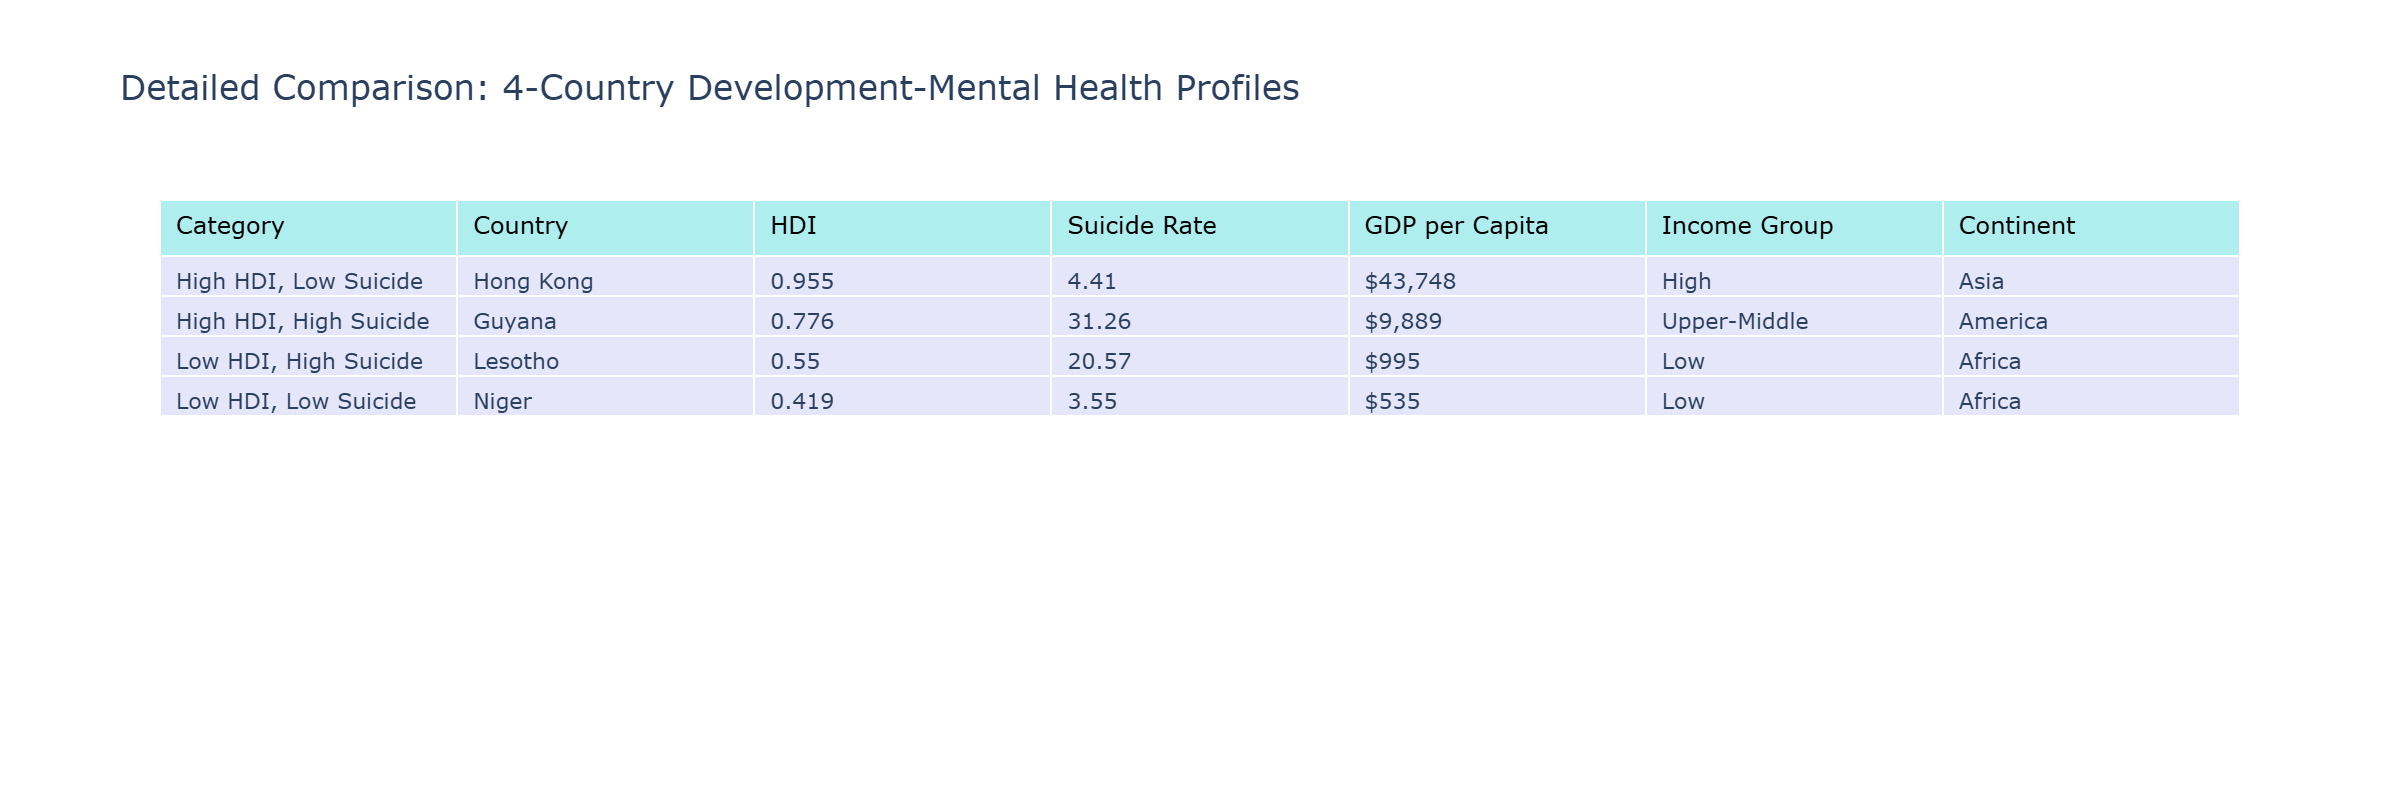 Detailed Comparison: 4-Country Development-Mental Health Profiles
Category Country HDI Suicide Rate GDP per Capita Income Group Continent
High HDI, Low Suicide Hong Kong 0.955 4.41 $43,748 High Asia
High HDI, High Suicide Guyana 0.776 31.26 $9,889 Upper-Middle America
Low HDI, High Suicide Lesotho 0.55 20.57 $995 Low Africa
Low HDI, Low Suicide Niger 0.419 3.55 $535 Low Africa